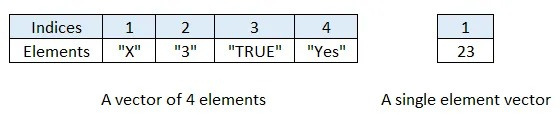 Indices 1 2 3 4 1
Elements "X" "3" "TRUE" "Yes" 23
A vector of 4 elements A single element vector